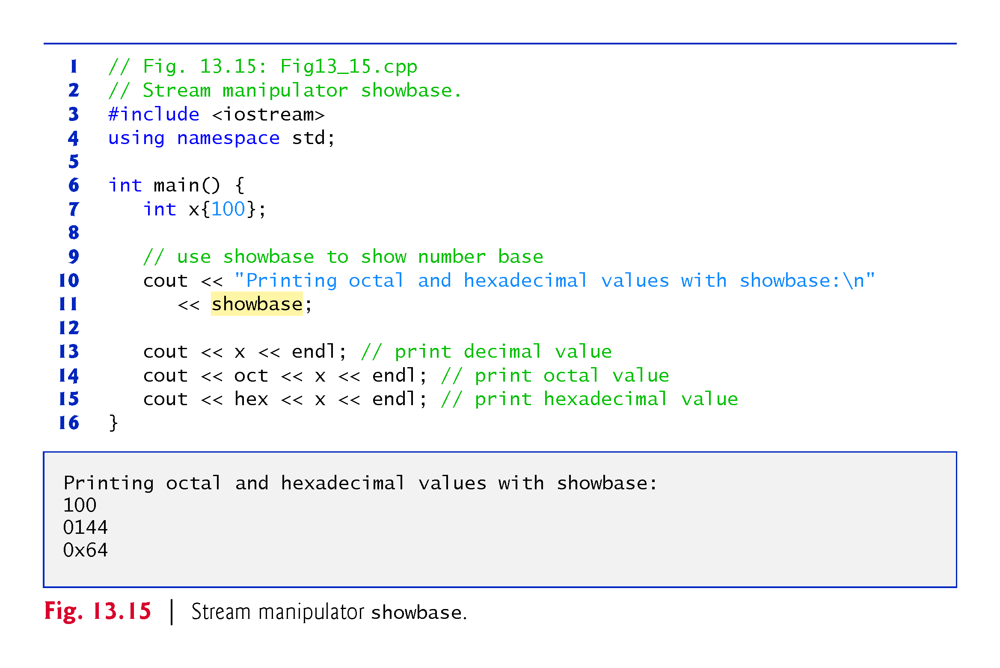 1 // Fig. 13.15: Fig13_15.cpp
2 // Stream manipulator showbase.
3 #include <iostream>
4 using namespace std;
5
6 int main() {
7    int x{100};
8
9    // use showbase to show number base
10    cout << "Printing octal and hexadecimal values with showbase:\n"
11       << showbase;
12
13    cout << x << endl; // print decimal value
14    cout << oct << x << endl; // print octal value
15    cout << hex << x << endl; // print hexadecimal value
16 }
Printing octal and hexadecimal values with showbase:
100
0144
0x64
Fig. 13.15 | Stream manipulator showbase.